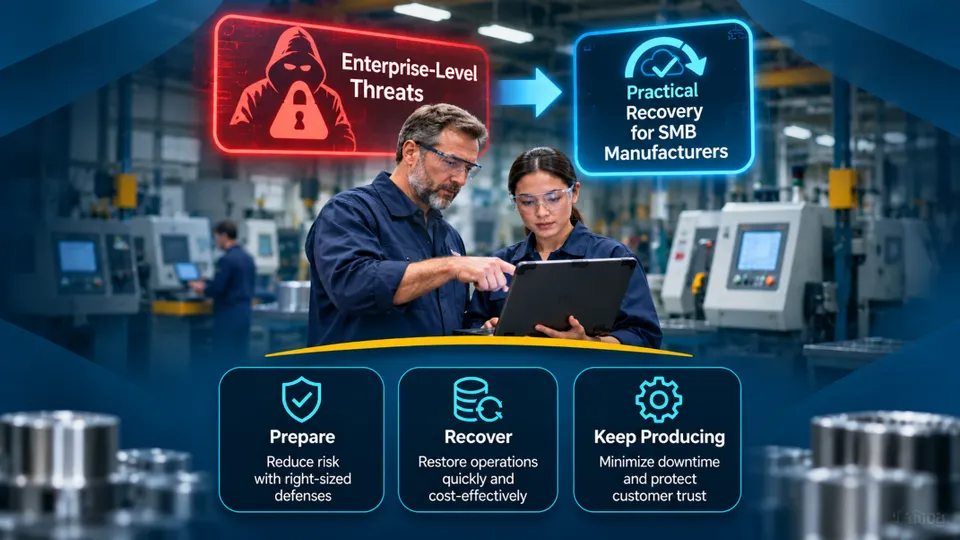 Enterprise-Level
Threats
Practical
Recovery
for SMB
Manufacturers
Prepare
Reduce risk
with right-sized
defenses
Recover
Restore operations
quickly and
cost-effectively
Keep Producing
Minimize downtime
and protect
customer trust